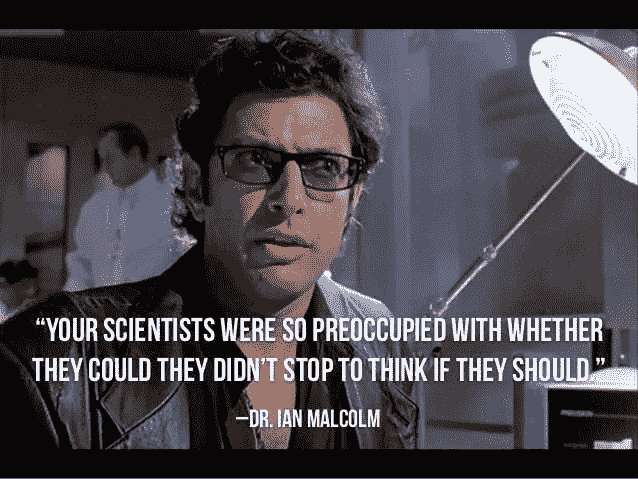 “YOUR SCIENTISTS WERE SO PREOCCUPIED WITH WHETHER
THEY COULD THEY DIDN’T STOP TO THINK IF THEY SHOULD.”
—DR. IAN MALCOLM